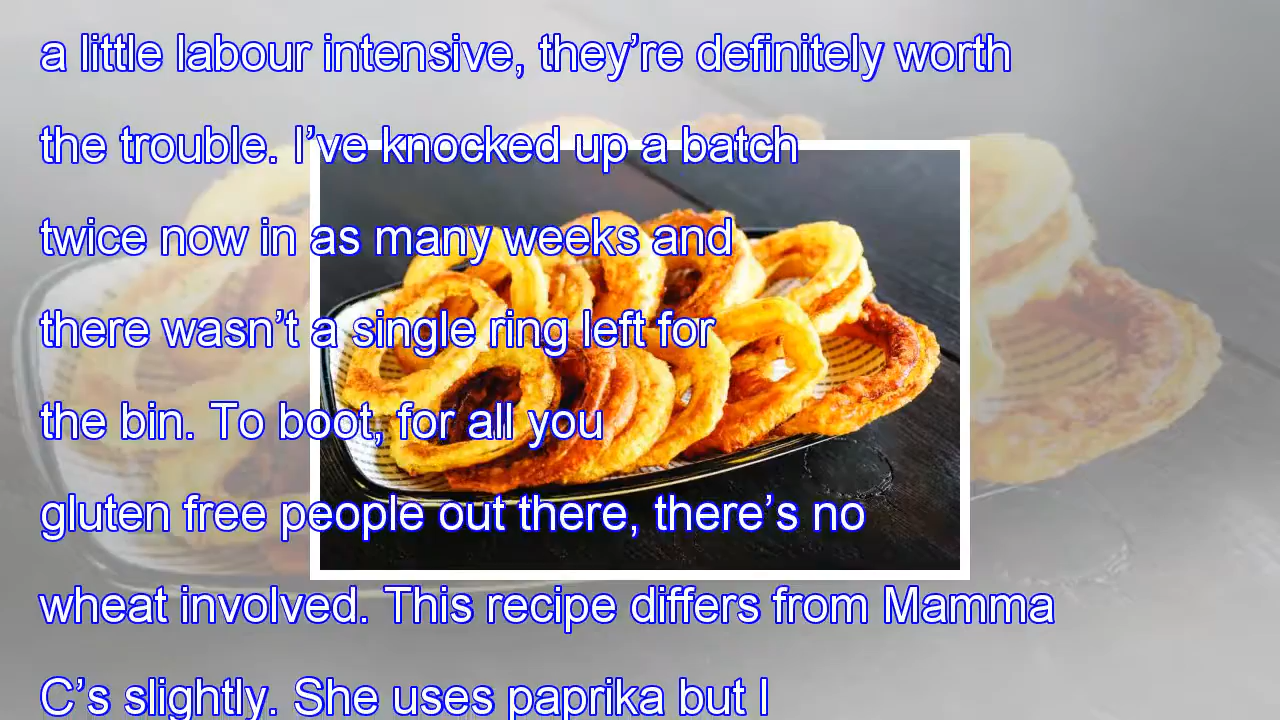 a little labour intensive, they’re definitely worth
the trouble. I’ve knocked up a batch
twice now in as many weeks and
there wasn’t a single ring left for
the bin. To boot, for all you
gluten free people out there, there’s no
wheat involved. This recipe differs from Mamma
C’s slightly. She uses paprika but I